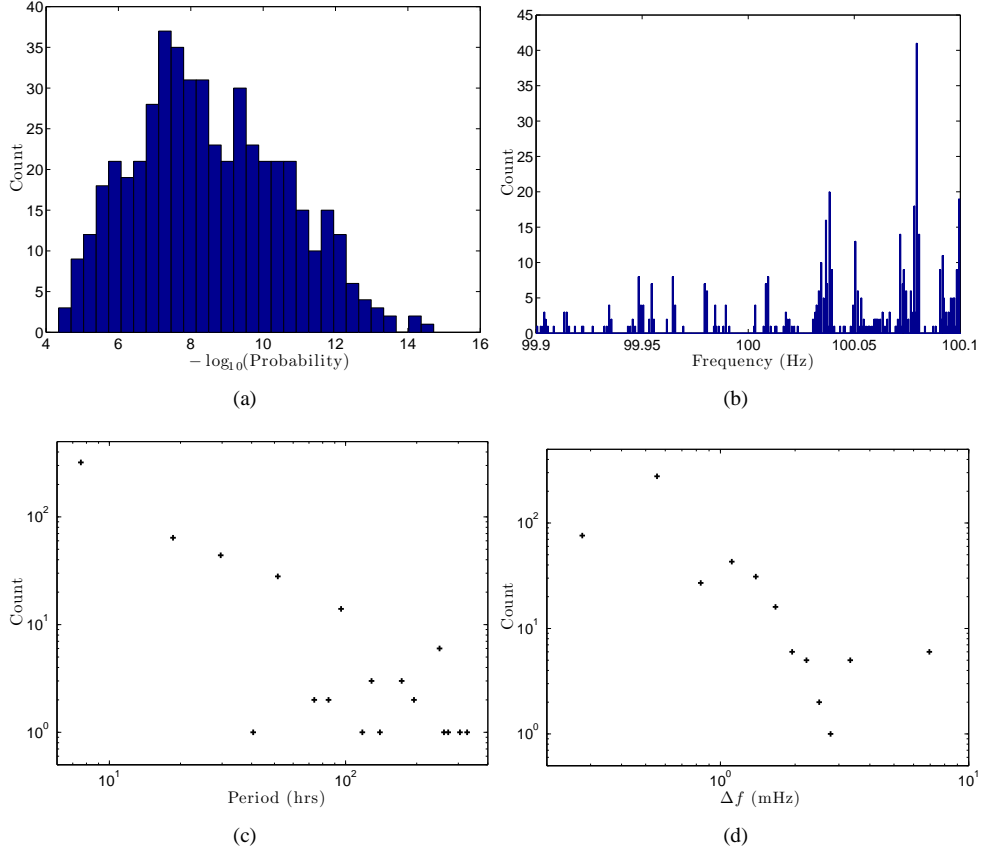 40
35
30
25
20
15
10
5
0
Count
4 6 8 10 12 14 16
− log10(Probability)
(a)
45
40
35
30
25
20
15
10
5
0
Count
99.9 99.95 100 100.05 100.1
Frequency (Hz)
(b)
10^2
10^1
10^0
Count
10^1 10^2
Period (hrs)
(c)
10^2
10^1
10^0
Count
10^0 10^1
Δf (mHz)
(d)